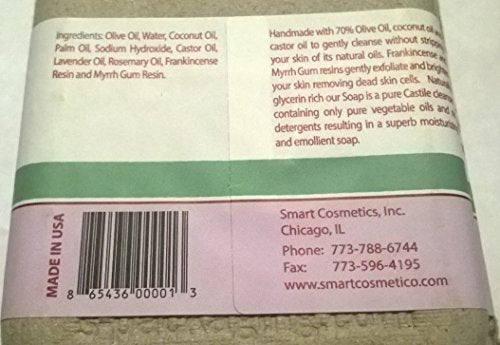 Ingredients: Olive Oil, Water, Coconut Oil,
Palm Oil, Sodium Hydroxide, Castor Oil,
Lavender Oil, Rosemary Oil, Frankincense
Resin and Myrrh Gum Resin.
Handmade with 70% Olive Oil, coconut oil
castor oil to gently cleanse without
your skin of its natural oils. Frankincense
Myrrh Gum resins gently exfoliate and
your skin removing dead skin cells.
glycerin rich our Soap is a pure Castile
containing only pure vegetable oils and
detergents resulting in a superb
and emollient soap.
MADE IN USA
8 65436 00001 3
Smart Cosmetics, Inc.
Chicago, IL
Phone: 773-788-6744
Fax: 773-596-4195
www.smartcosmetico.com